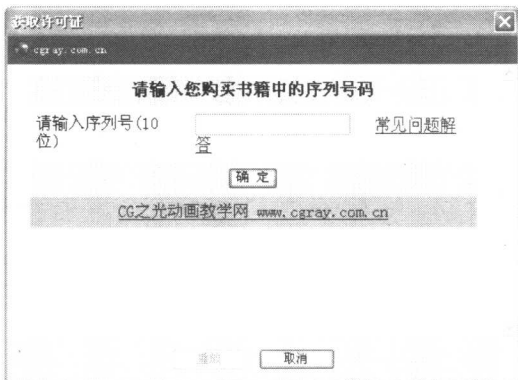 获取许可证
cgray.com.cn
请输入您购买书籍中的序列号码
请输入序列号(10 常见问题解
位) 答
确 定
CG之光动画教学网 www.cgray.com.cn
播放
取消